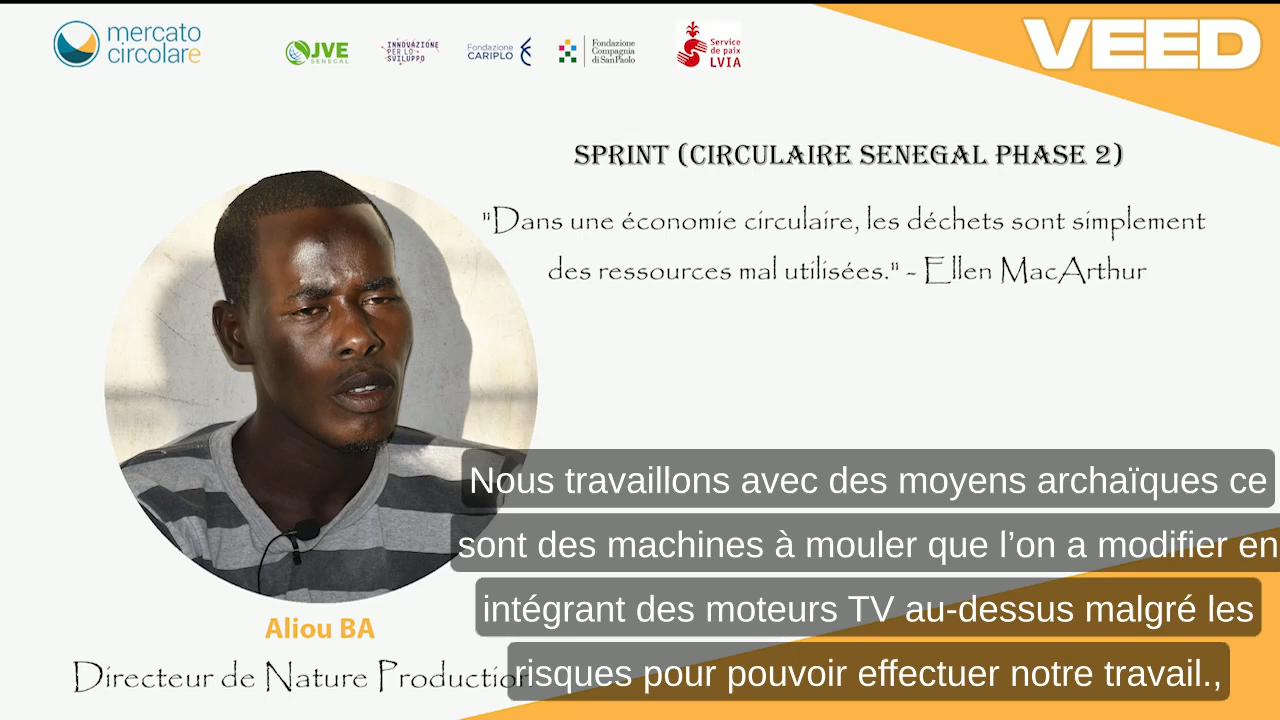 mercato
circolare
JVE
SENEGAL
INNOVAZIONE
PER LO
SVILUPPO
Fondazione
CARIPLO
Fondazione
Compagnia
di San Paolo
Service
de paix
LVIA
VEED
SPRINT (CIRCULAIRE SENEGAL PHASE 2)
"Dans une économie circulaire, les déchets sont simplement
des ressources mal utilisées." - Ellen MacArthur
Nous travaillons avec des moyens archaïques ce
sont des machines à mouler que l’on a modifier en
intégrant des moteurs TV au-dessus malgré les
risques pour pouvoir effectuer notre travail.,
Aliou BA
Directeur de Nature Production